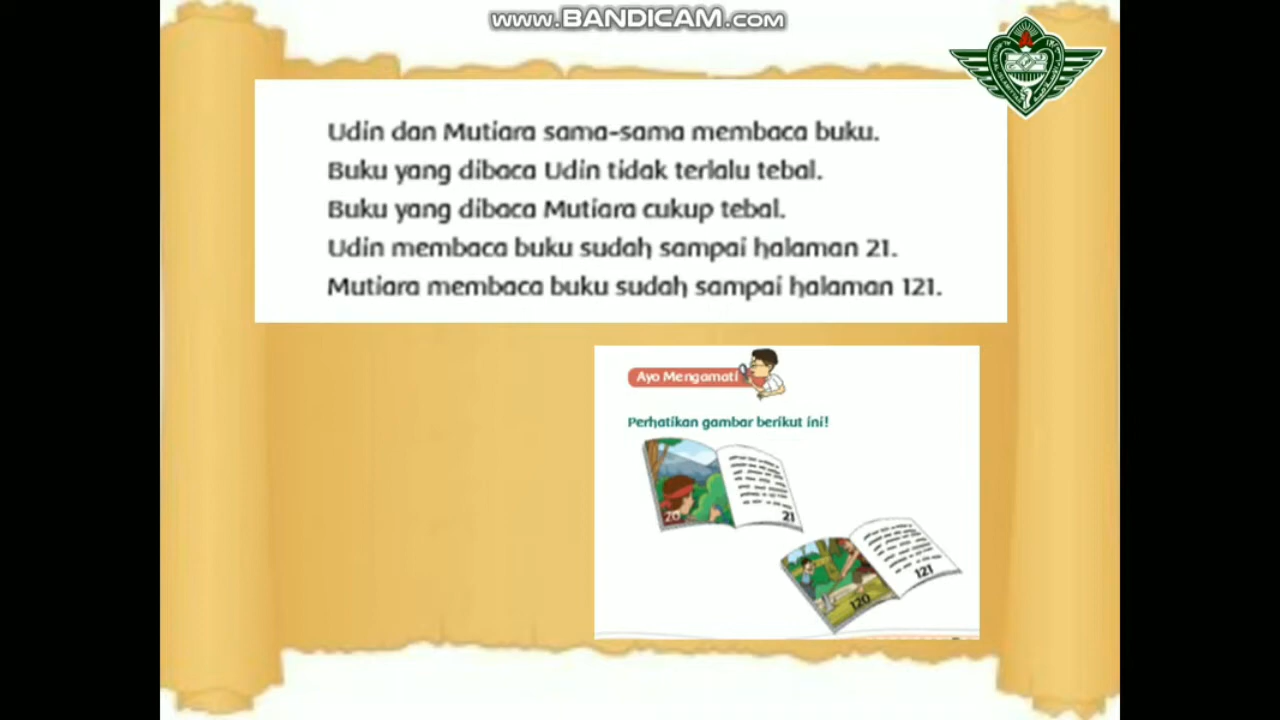 www.BANDICAM.com
Udin dan Mutiara sama-sama membaca buku.
Buku yang dibaca Udin tidak terlalu tebal.
Buku yang dibaca Mutiara cukup tebal.
Udin membaca buku sudah sampai halaman 21.
Mutiara membaca buku sudah sampai halaman 121.
Ayo Mengamati
Perhatikan gambar berikut ini!
20
21
120
121